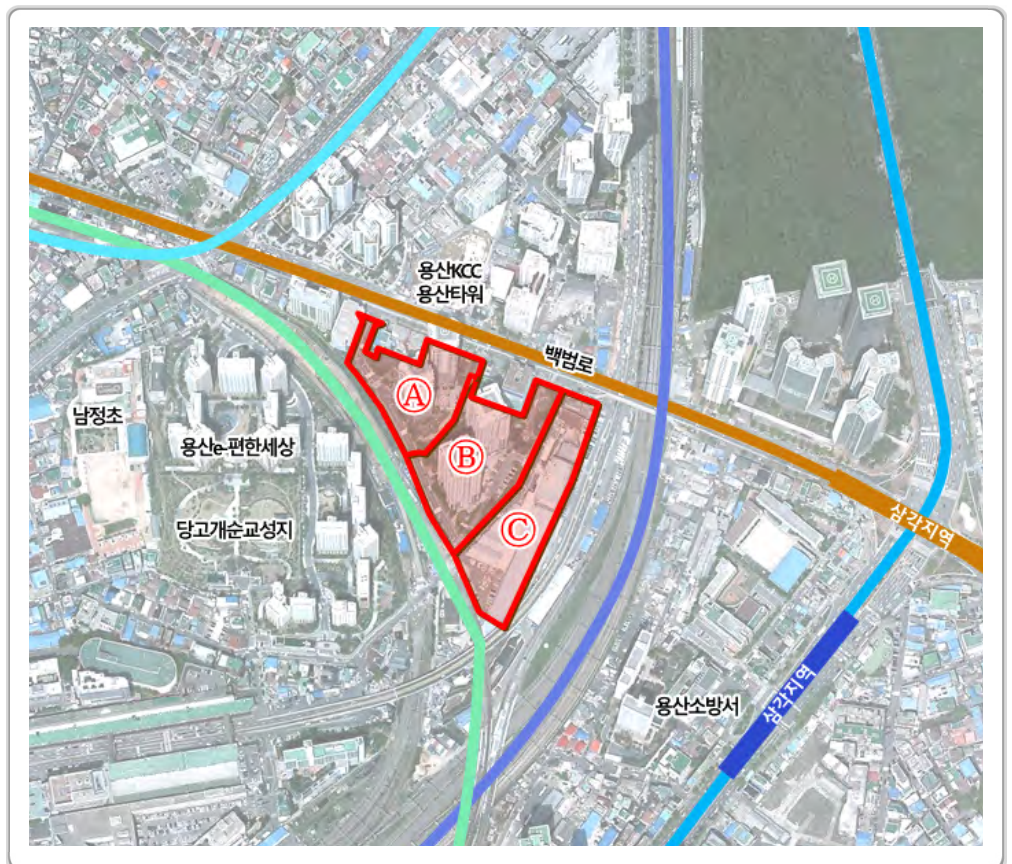 용산KCC
용산타워
백범로
Ⓐ
남정초
용산e-편한세상
Ⓑ
당고개순교성지
Ⓒ
삼각지역
삼각지역
용산소방서
H
H
H